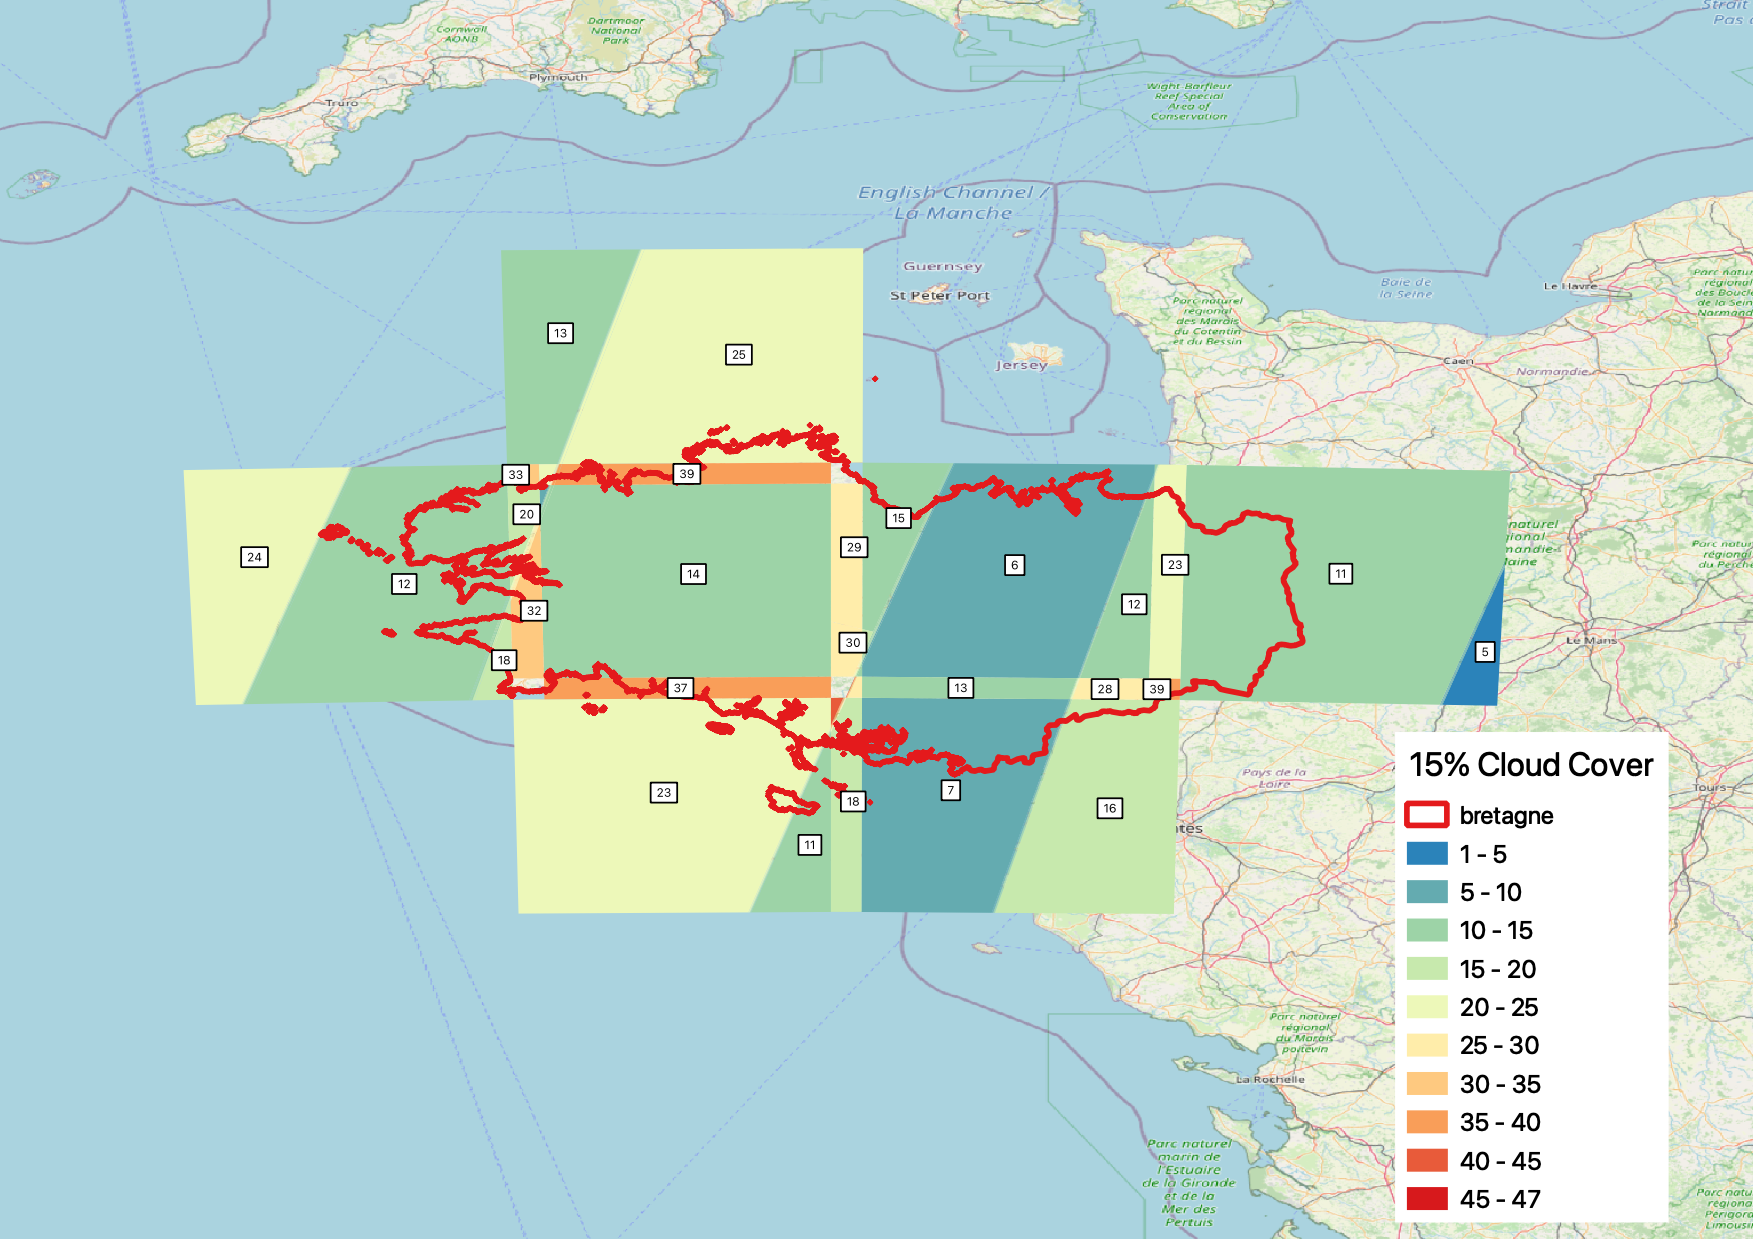 Strait
Pas
Dartmoor
National
Park
Cornwall
AONB
Plymouth
Truro
Wight-Barfleur
Reef Special
Area of
Conservation
English Channel /
La Manche
Guernsey
St Peter Port
Jersey
Baie de
la Seine
Le Havre
Parc naturel
régional
des Marais
du Cotentin
et du Bessin
Parc natur
régional
des Boucl
de la Sein
Normand
Caen
Normandie
13
25
33
39
20
15
24
12
14
29
6
23
11
naturel
régional
mandie-
aine
Parc natu
régional
du Perche
32
12
30
Le Mans
5
18
37
13
28
39
23
18
7
16
11
Pays de la
Loire
ntes
Tours
15% Cloud Cover
bretagne
1 - 5
5 - 10
10 - 15
15 - 20
20 - 25
25 - 30
30 - 35
35 - 40
40 - 45
45 - 47
Parc naturel
régional
du Marais
poitevin
La Rochelle
Parc naturel
marin de
l'Estuaire
de la Gironde
et de la
Mer des
Pertuis
Parc natu
régiona
Périgord
Limousi